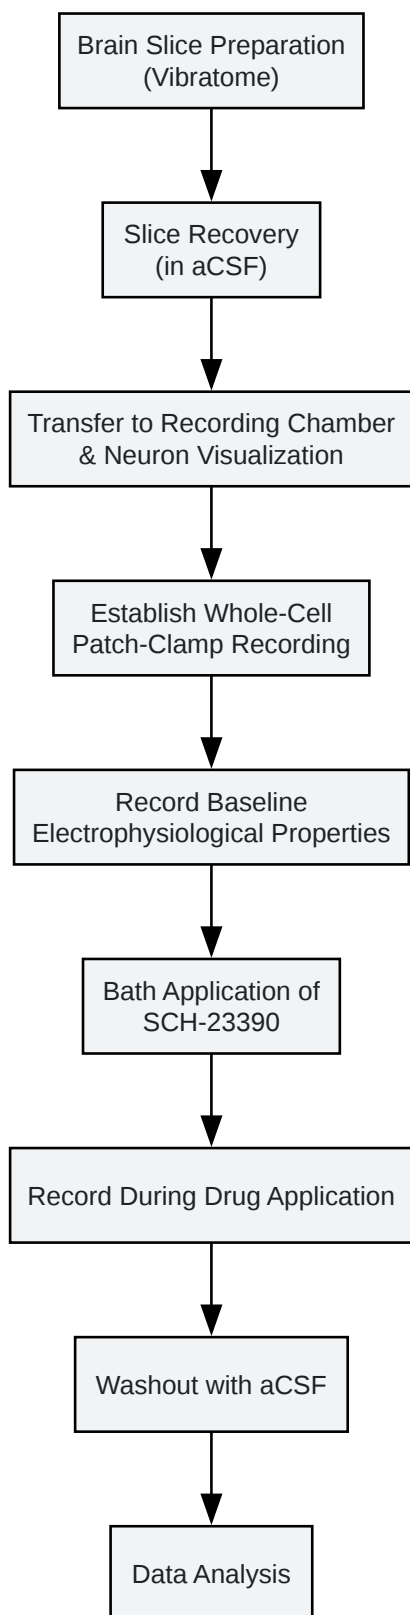 Brain Slice Preparation
(Vibratome)
Slice Recovery
(in aCSF)
Transfer to Recording Chamber
& Neuron Visualization
Establish Whole-Cell
Patch-Clamp Recording
Record Baseline
Electrophysiological Properties
Bath Application of
SCH-23390
Record During Drug Application
Washout with aCSF
Data Analysis